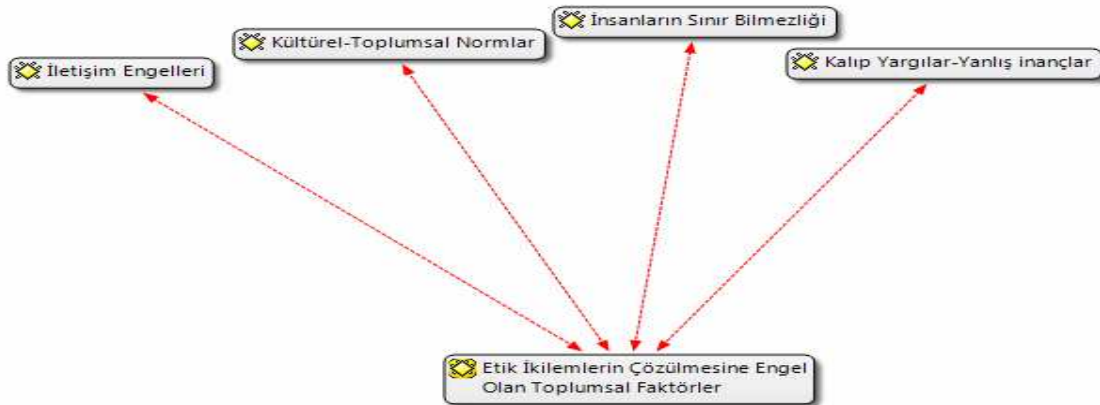 İnsanların Sınır Bilmezliği
Kültürel-Toplumsal Normlar
Kalıp Yargılar-Yanlış inançlar
İletişim Engelleri
Etik İkilemlerin Çözülmesine Engel
Olan Toplumsal Faktörler